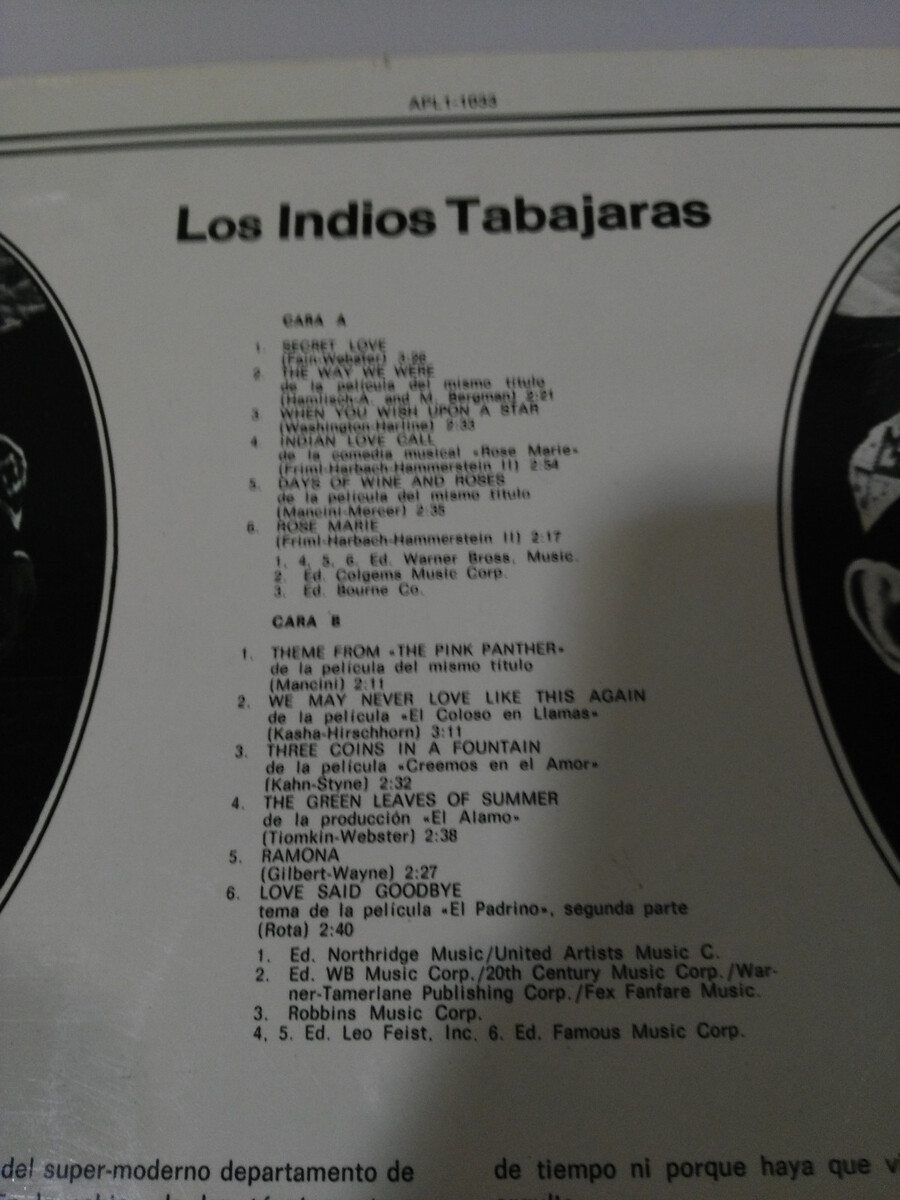 APL1-1033
Los Indios Tabajaras
CARA A
1. SECRET LOVE
(Fain-Webster) 3:26
2. THE WAY WE WERE
de la película del mismo título
(Hamlisch-A. and M. Bergman) 2:21
3. WHEN YOU WISH UPON A STAR
(Washington-Harline) 2:33
4. INDIAN LOVE CALL
de la comedia musical «Rose Marie»
(Friml-Harbach-Hammerstein II) 2:54
5. DAYS OF WINE AND ROSES
de la película del mismo título
(Mancini-Mercer) 2:35
6. ROSE MARIE
(Friml-Harbach-Hammerstein II) 2:17
1, 4, 5, 6. Ed. Warner Bross, Music.
2. Ed. Colgems Music Corp.
3. Ed. Bourne Co.
CARA B
1. THEME FROM «THE PINK PANTHER»
de la película del mismo título
(Mancini) 2:11
2. WE MAY NEVER LOVE LIKE THIS AGAIN
de la película «El Coloso en Llamas»
(Kasha-Hirschhorn) 3:11
3. THREE COINS IN A FOUNTAIN
de la película «Creemos en el Amor»
(Kahn-Styne) 2:32
4. THE GREEN LEAVES OF SUMMER
de la producción «El Alamo»
(Tiomkin-Webster) 2:38
5. RAMONA
(Gilbert-Wayne) 2:27
6. LOVE SAID GOODBYE
tema de la película «El Padrino», segunda parte
(Rota) 2:40
1. Ed. Northridge Music/United Artists Music C.
2. Ed. WB Music Corp./20th Century Music Corp./War-
ner-Tamerlane Publishing Corp./Fex Fanfare Music.
3. Robbins Music Corp.
4, 5. Ed. Leo Feist, Inc. 6. Ed. Famous Music Corp.
del super-moderno departamento de
de tiempo ni porque haya que